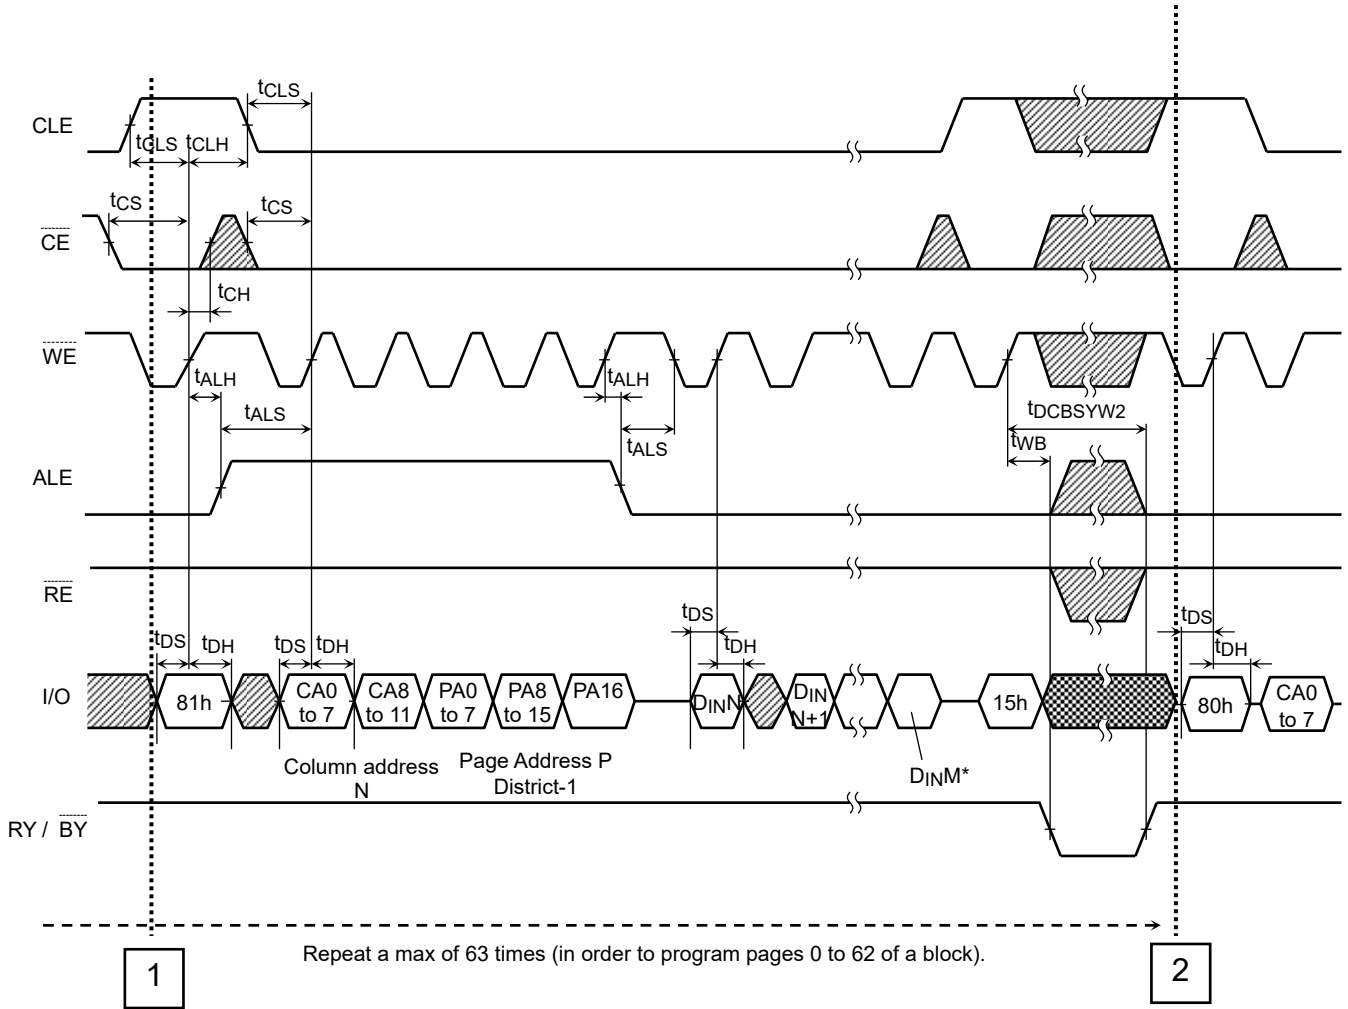 tCLS
CLE
tCLS tCLH
tCS tCS
CE
tCH
WE
tALH tALH
tALS tDCBSYW2
tALS tWB
ALE
RE
tDS tDH tDS tDH tDS tDH tDS tDH
I/O 81h CA0 to 7 CA8 to 11 PA0 to 7 PA8 to 15 PA16 DINN DIN N+1 15h 80h CA0 to 7
Column address N
Page Address P District-1
DINM*
RY / BY
Repeat a max of 63 times (in order to program pages 0 to 62 of a block).
1 2